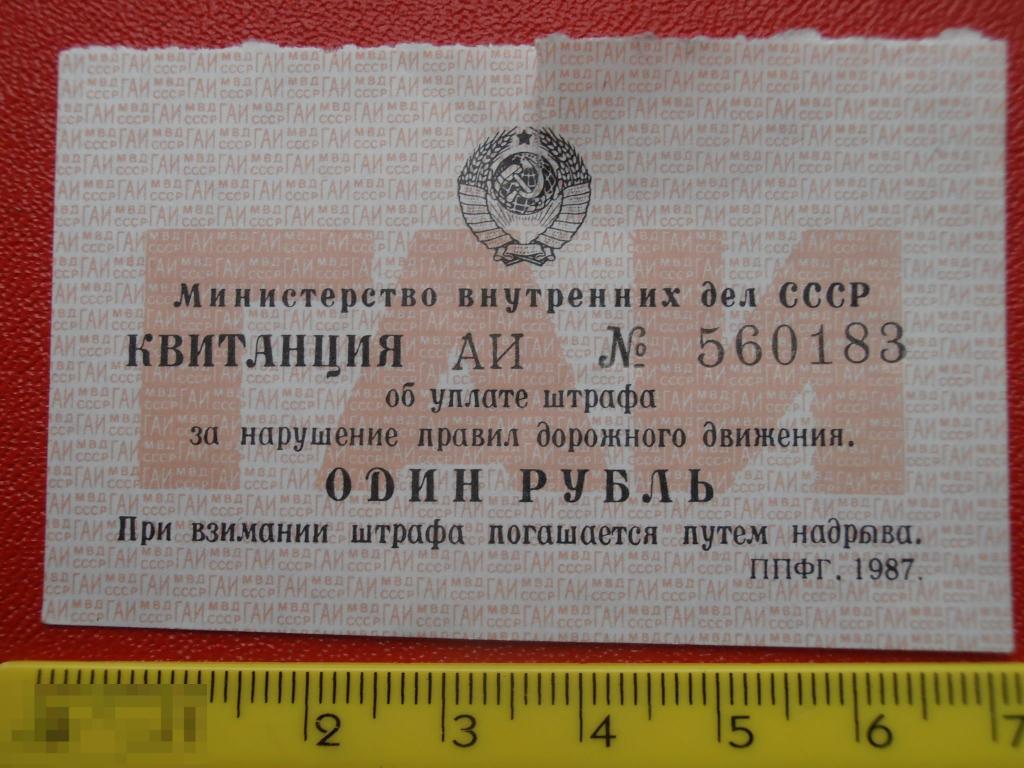 Министерство внутренних дел СССР
КВИТАНЦИЯ АИ № 560183
об уплате штрафа
за нарушение правил дорожного движения.
ОДИН РУБЛЬ
При взимании штрафа погашается путем надрыва.
ППФГ. 1987.
ГАИ
2 3 4 5 6 7